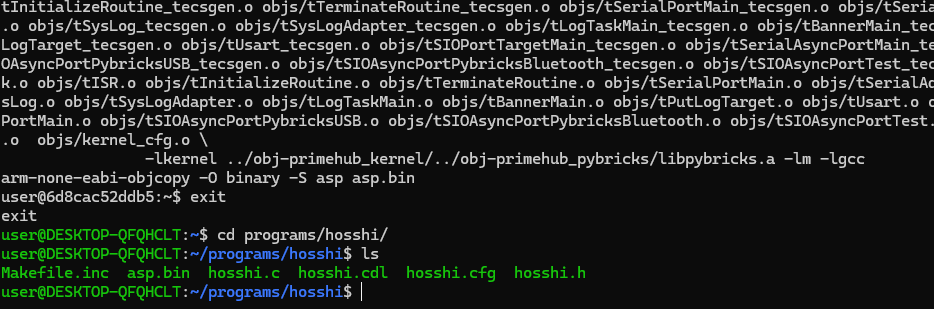 tInitializeRoutine_tecsgen.o objs/tTerminateRoutine_tecsgen.o objs/tSerialPortMain_tecsgen.o objs/tSeria
.o objs/tSysLog_tecsgen.o objs/tSysLogAdapter_tecsgen.o objs/tLogTaskMain_tecsgen.o objs/tBannerMain_tec
LogTarget_tecsgen.o objs/tUsart_tecsgen.o objs/tSIOPortTargetMain_tecsgen.o objs/tSerialAsyncPortMain_te
OAsyncPortPybricksUSB_tecsgen.o objs/tSIOAsyncPortPybricksBluetooth_tecsgen.o objs/tSIOAsyncPortTest_tec
k.o objs/tISR.o objs/tInitializeRoutine.o objs/tTerminateRoutine.o objs/tSerialPortMain.o objs/tSerialAd
sLog.o objs/tSysLogAdapter.o objs/tLogTaskMain.o objs/tBannerMain.o objs/tPutLogTarget.o objs/tUsart.o o
PortMain.o objs/tSIOAsyncPortPybricksUSB.o objs/tSIOAsyncPortPybricksBluetooth.o objs/tSIOAsyncPortTest.
.o  objs/kernel_cfg.o \
-lkernel ../obj-primehub_kernel/../obj-primehub_pybricks/libpybricks.a -lm -lgcc
arm-none-eabi-objcopy -O binary -S asp asp.bin
user@6d8cac52ddb5:~$ exit
exit
user@DESKTOP-QFQHCLT:~$ cd programs/hosshi/
user@DESKTOP-QFQHCLT:~/programs/hosshi$ ls
Makefile.inc  asp.bin  hosshi.c  hosshi.cdl  hosshi.cfg  hosshi.h
user@DESKTOP-QFQHCLT:~/programs/hosshi$